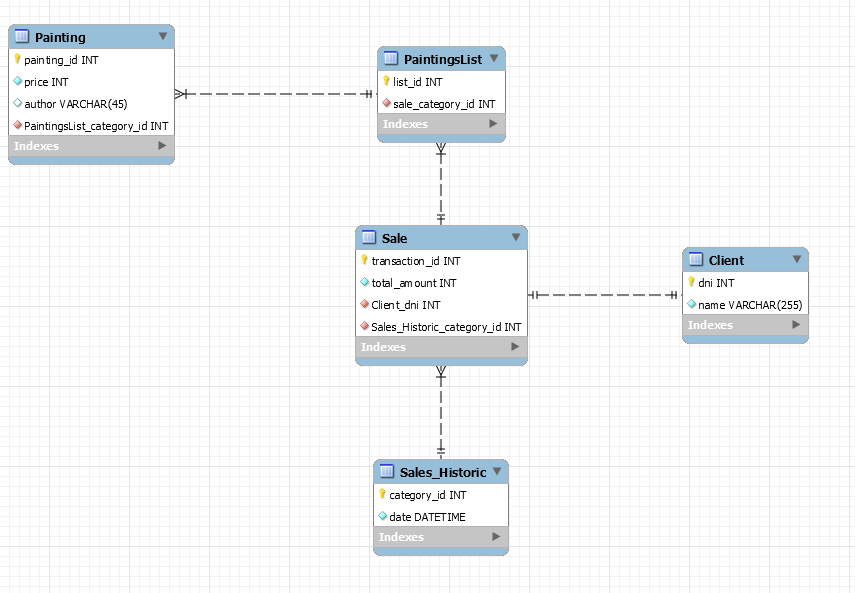 Painting
painting_id INT
price INT
author VARCHAR(45)
PaintingsList_category_id INT
Indexes
PaintingsList
list_id INT
sale_category_id INT
Indexes
Sale
transaction_id INT
total_amount INT
Client_dni INT
Sales_Historic_category_id INT
Indexes
Client
dni INT
name VARCHAR(255)
Indexes
Sales_Historic
category_id INT
date DATETIME
Indexes